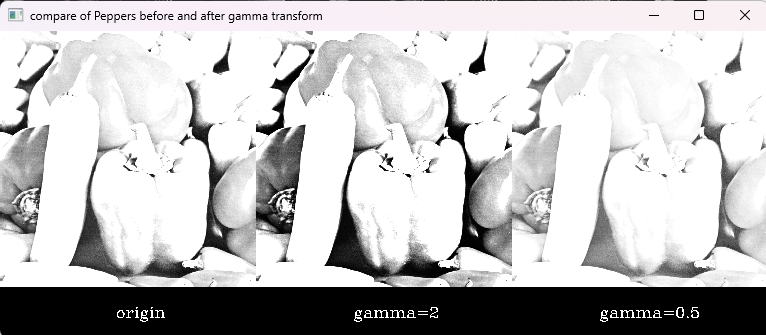 compare of Peppers before and after gamma transform
origin
gamma=2
gamma=0.5